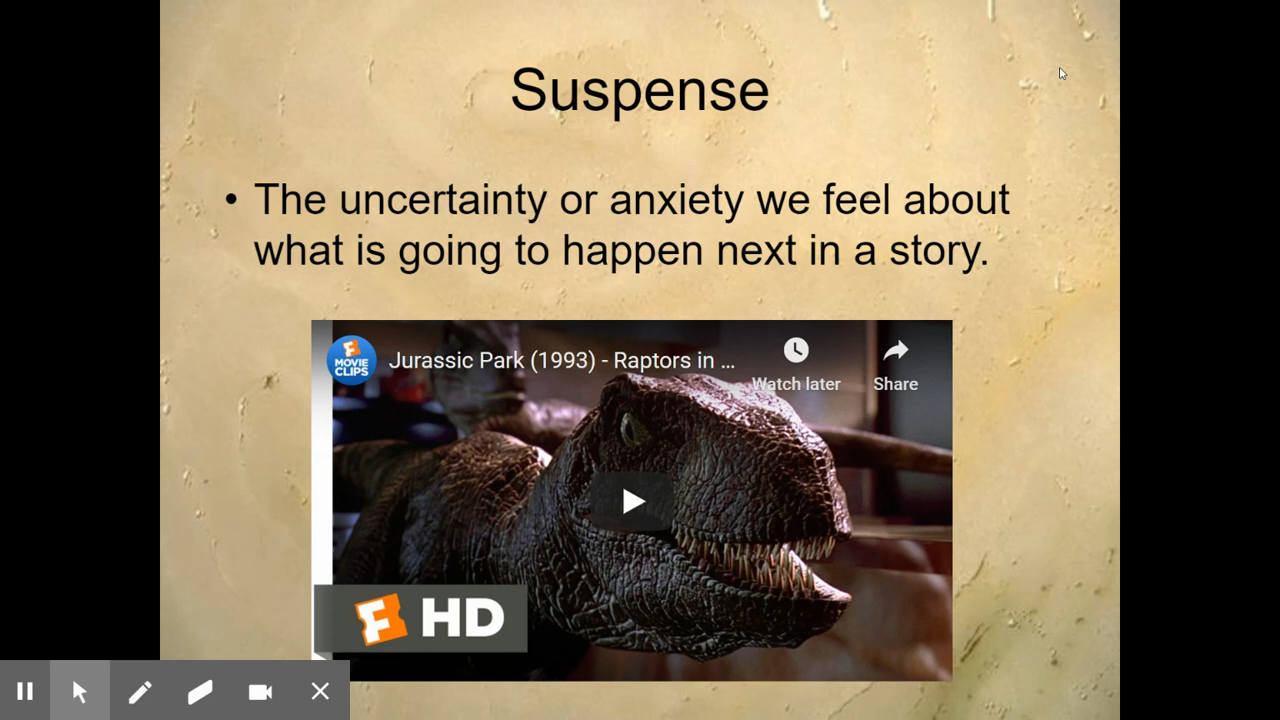 Suspense
• The uncertainty or anxiety we feel about
what is going to happen next in a story.
MOVIE
CLIPS
Jurassic Park (1993) - Raptors in ...
Watch later
Share
F HD